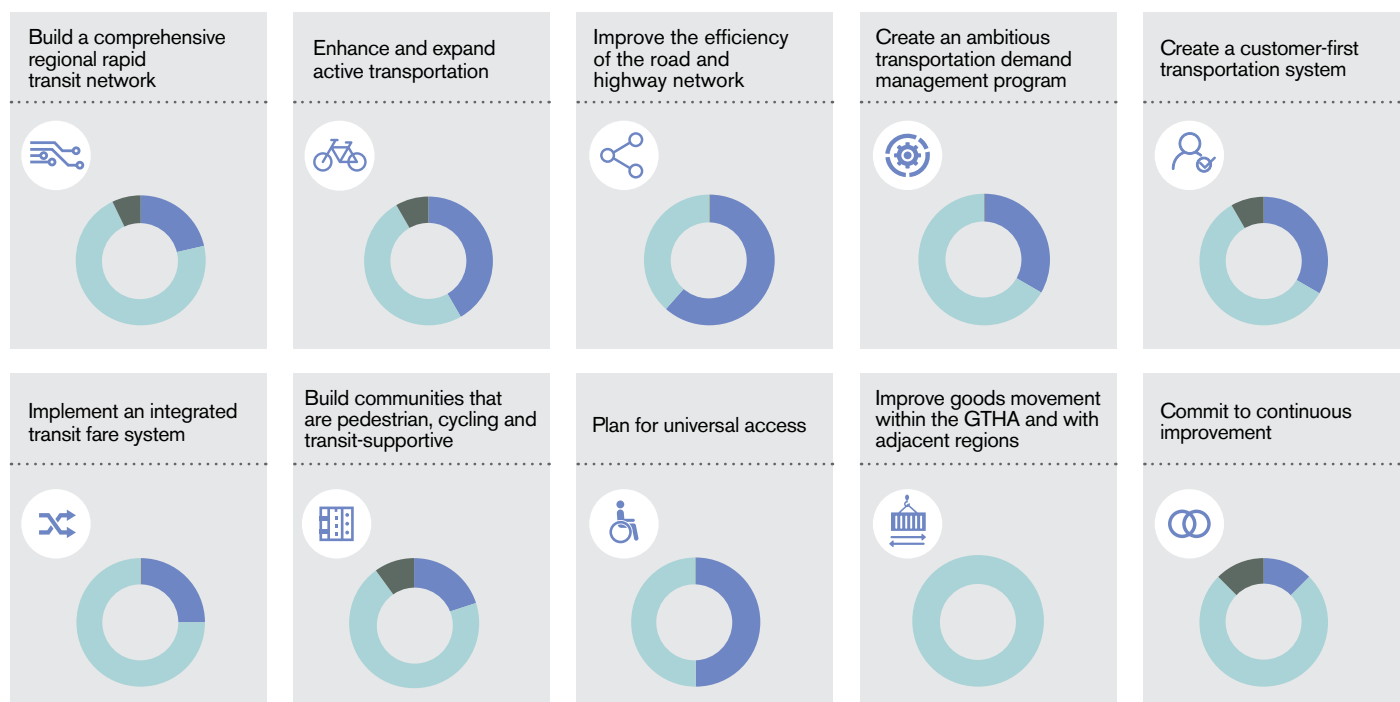 Build a comprehensive
regional rapid
transit network
Enhance and expand
active transportation
Improve the efficiency
of the road and
highway network
Create an ambitious
transportation demand
management program
Create a customer-first
transportation system
Implement an integrated
transit fare system
Build communities that
are pedestrian, cycling and
transit-supportive
Plan for universal access
Improve goods movement
within the GTHA and with
adjacent regions
Commit to continuous
improvement